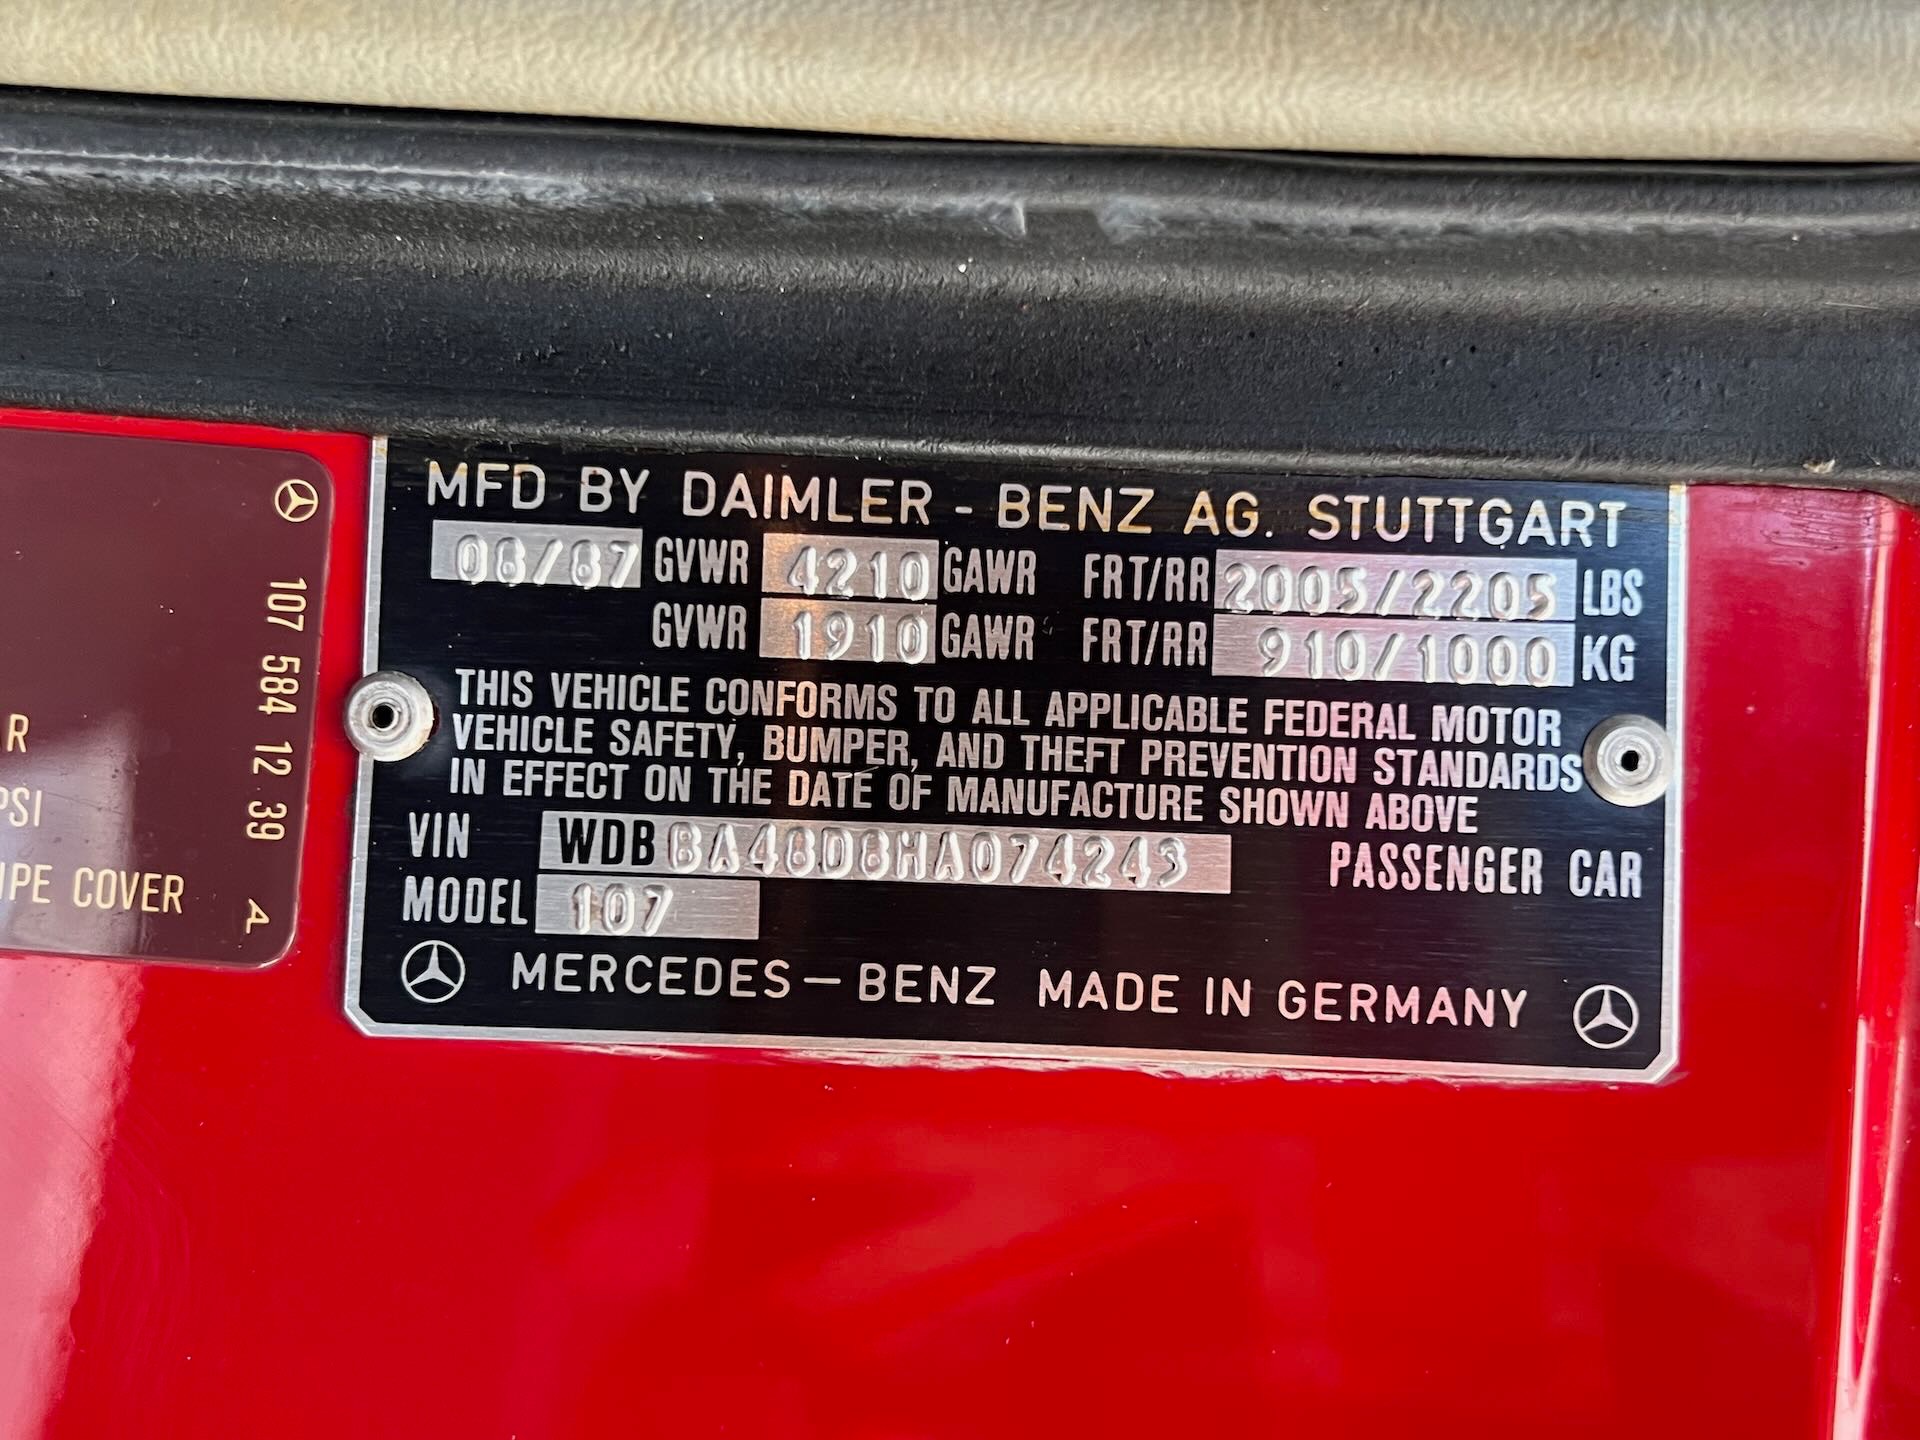 MFD BY DAIMLER - BENZ AG. STUTTGART
08/87 GVWR 4210 GAWR FRT/RR 2005/2205 LBS
GVWR 1910 GAWR FRT/RR 910/1000 KG
THIS VEHICLE CONFORMS TO ALL APPLICABLE FEDERAL MOTOR
VEHICLE SAFETY, BUMPER, AND THEFT PREVENTION STANDARDS
IN EFFECT ON THE DATE OF MANUFACTURE SHOWN ABOVE
VIN WDBBA48D8HA074243 PASSENGER CAR
MODEL 107
MERCEDES-BENZ MADE IN GERMANY
107 584 12 39 A
AR
PSI
IPE COVER